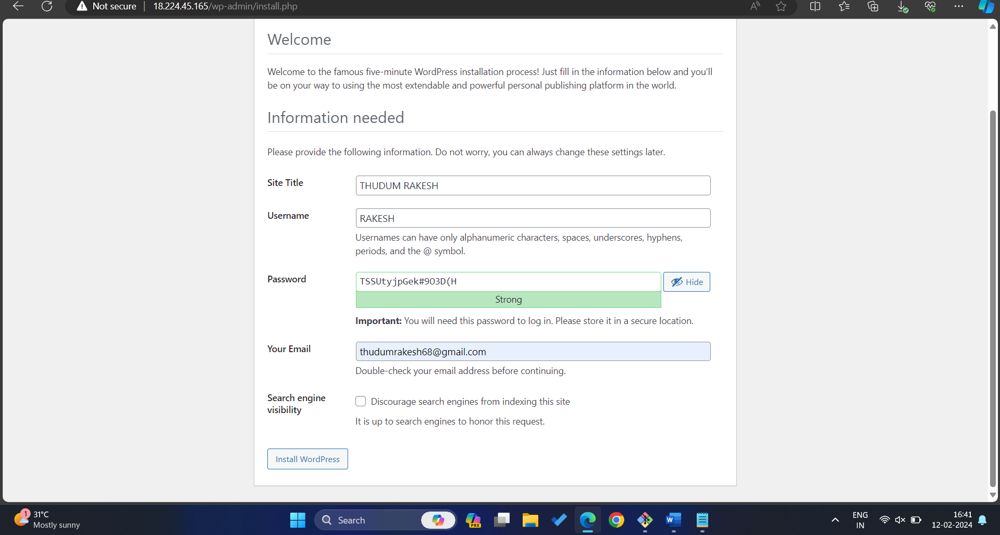 Not secure
18.224.45.165/wp-admin/install.php
Welcome
Welcome to the famous five-minute WordPress installation process! Just fill in the information below and you’ll
be on your way to using the most extendable and powerful personal publishing platform in the world.
Information needed
Please provide the following information. Do not worry, you can always change these settings later.
Site Title
THUDUM RAKESH
Username
RAKESH
Usernames can have only alphanumeric characters, spaces, underscores, hyphens,
periods, and the @ symbol.
Password
TSSUtyjpGek#9O3D(H
Hide
Strong
Important: You will need this password to log in. Please store it in a secure location.
Your Email
thudumrakesh68@gmail.com
Double-check your email address before continuing.
Search engine
visibility
Discourage search engines from indexing this site
It is up to search engines to honor this request.
Install WordPress
1
31°C
Mostly sunny
Search
PRE
W
ENG
IN
16:41
12-02-2024